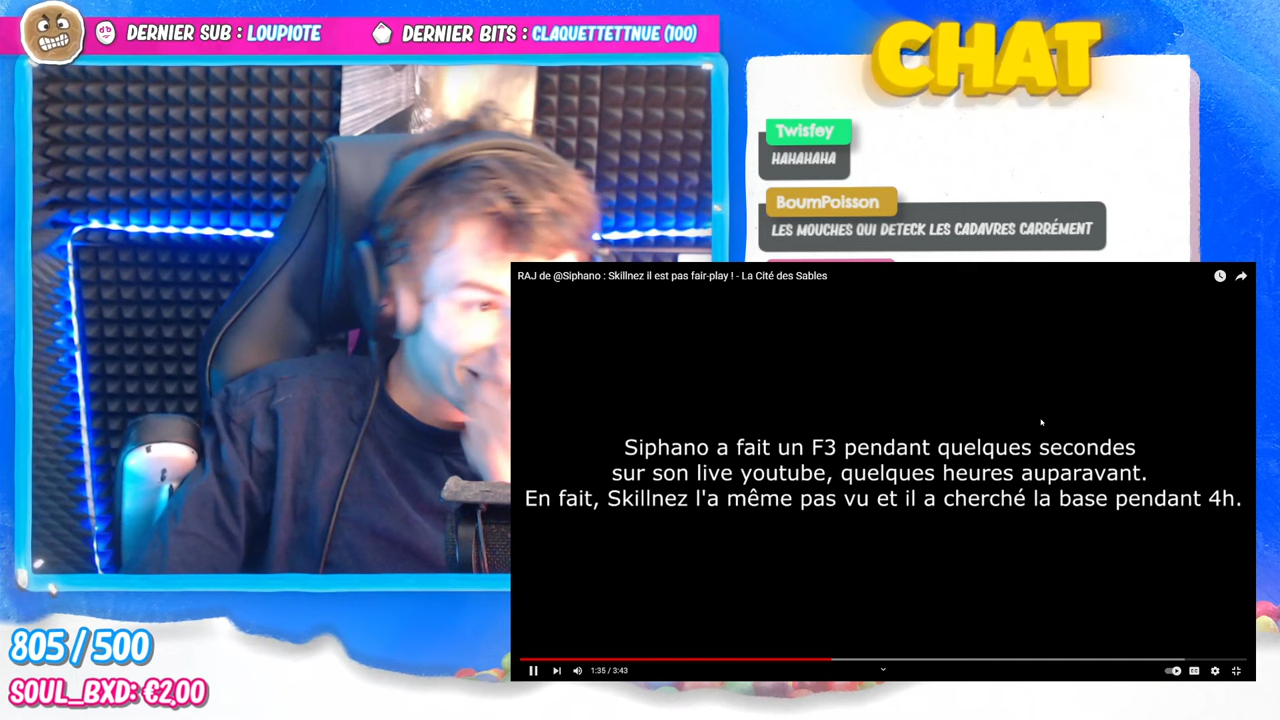 DERNIER SUB : LOUPIOTE
DERNIER BITS : CLAQUETTETTNUE (100)
CHAT
Twisfey
HAHAHAHA
BoumPoisson
LES MOUCHES QUI DETECK LES CADAVRES CARRÉMENT
RAJ de @Siphano : Skillnez il est pas fair-play ! - La Cité des Sables
Siphano a fait un F3 pendant quelques secondes
sur son live youtube, quelques heures auparavant.
En fait, Skillnez l'a même pas vu et il a cherché la base pendant 4h.
1:35 / 3:43
805 / 500
SOUL_BXD: €2,00